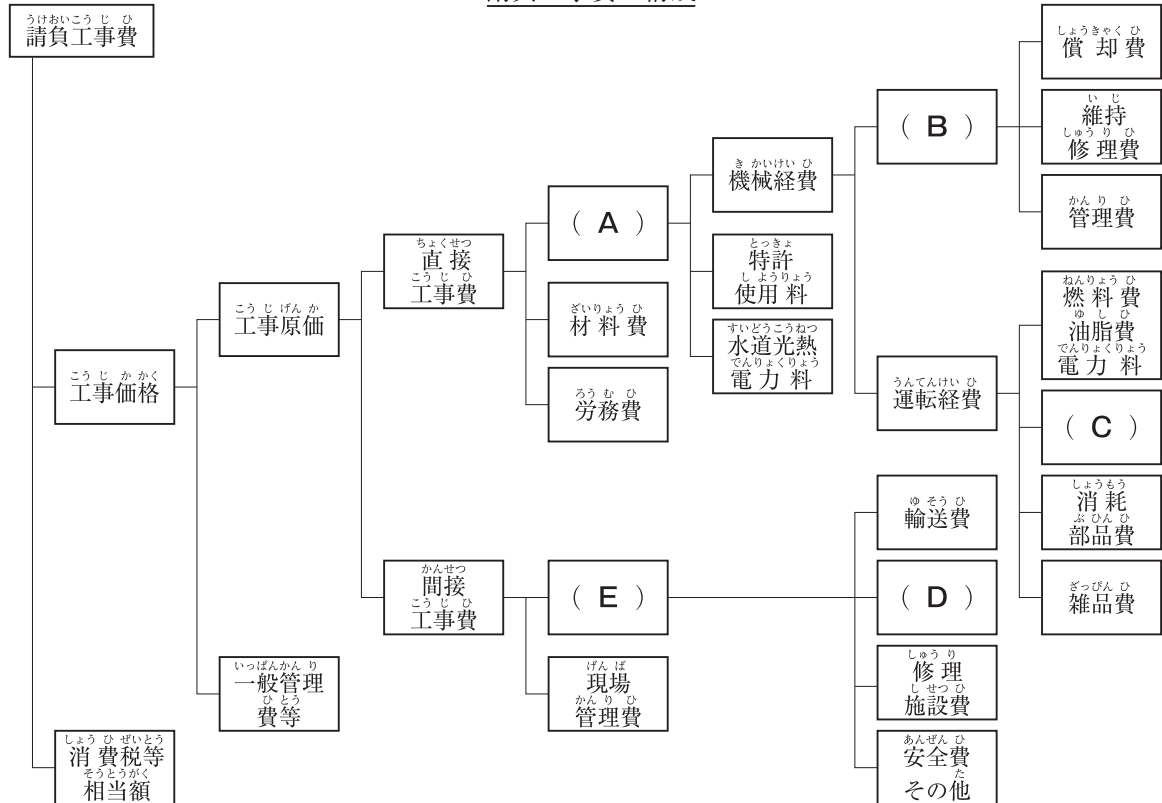 請負工事費
工事価格
消費税等
相当額
工事原価
一般管理
費等
直接
工事費
間接
工事費
( A )
材料費
労務費
( E )
現場
管理費
機械経費
特許
使用料
水道光熱
電力料
( B )
運転経費
輸送費
( D )
修理
施設費
安全費
その他
償却費
維持
修理費
管理費
燃料費
油脂費
電力料
( C )
消耗
部品費
雑品費